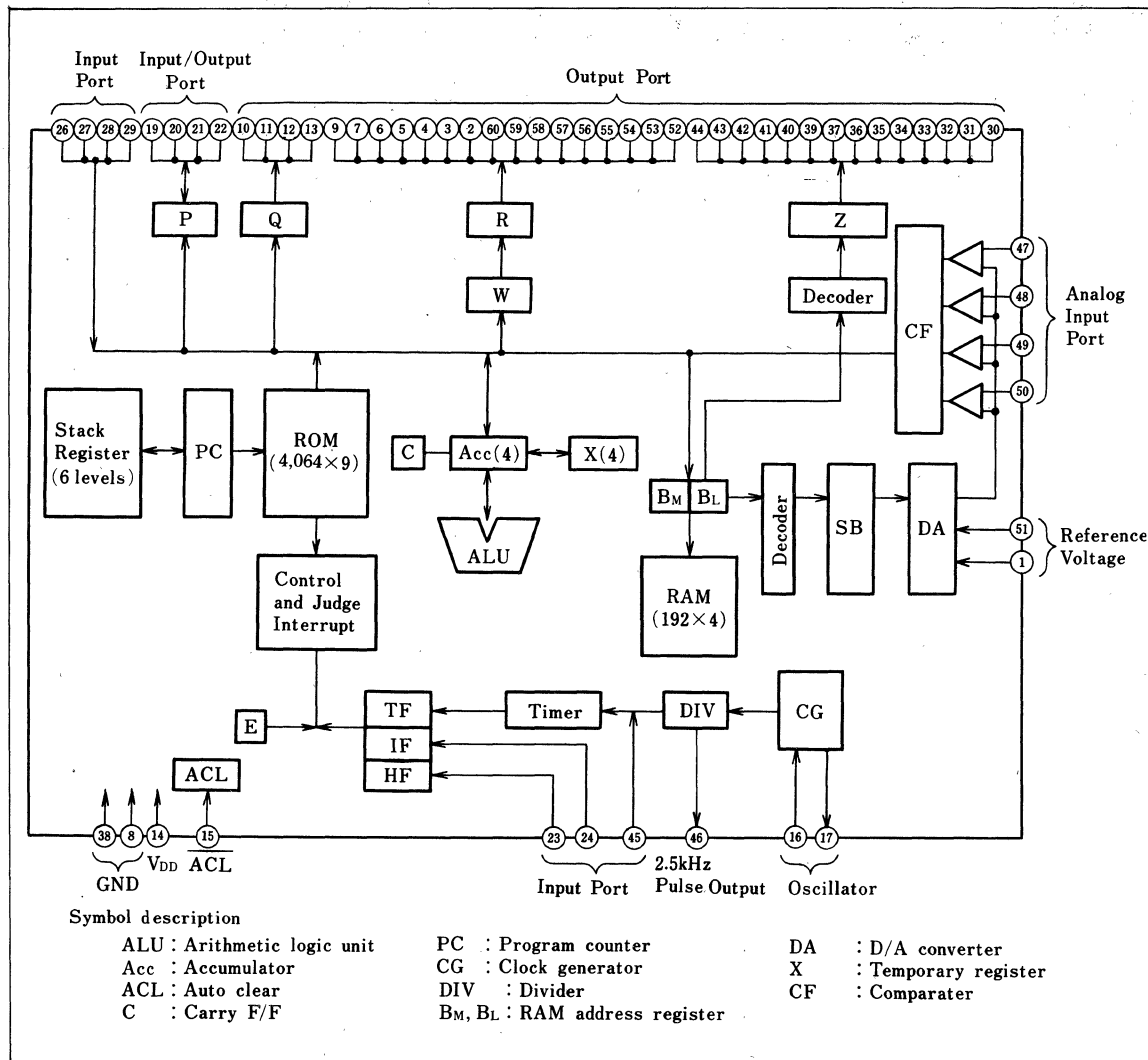 Input Port
Input/Output Port
Output Port
26 27 28 29 19 20 21 22 10 11 12 13 9 7 6 5 4 3 2 60 59 58 57 56 55 54 53 52 44 43 42 41 40 39 37 36 35 34 33 32 31 30
P
Q
R
Z
W
Decoder
CF
47
48
49
50
Analog Input Port
Stack Register (6 levels)
PC
ROM (4,064×9)
C
Acc(4)
X(4)
ALU
BM BL
Decoder
SB
DA
51
1
Reference Voltage
Control and Judge Interrupt
RAM (192×4)
E
TF
IF
HF
Timer
DIV
CG
ACL
38 8 14 15 23 24 45 46 16 17
GND
VDD
ACL
Input Port
2.5kHz Pulse Output
Oscillator
Symbol description
ALU : Arithmetic logic unit
Acc : Accumulator
ACL : Auto clear
C : Carry F/F
PC : Program counter
CG : Clock generator
DIV : Divider
BM, BL : RAM address register
DA : D/A converter
X : Temporary register
CF : Comparater